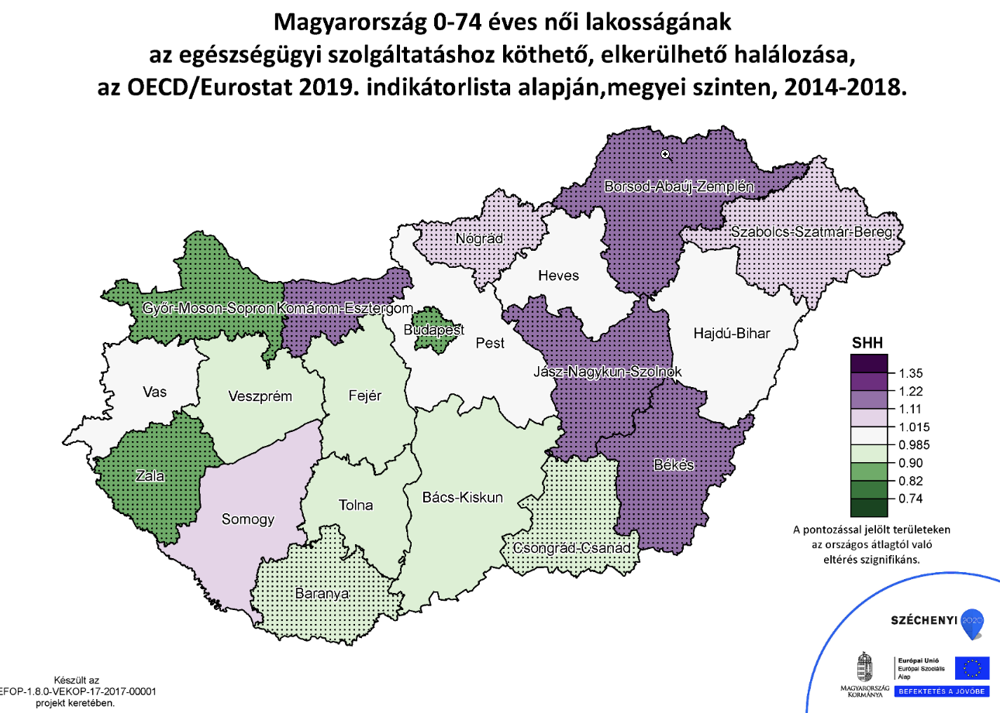 Magyarország 0-74 éves női lakosságának
az egészségügyi szolgáltatáshoz köthető, elkerülhető halálozása,
az OECD/Eurostat 2019. indikátorlista alapján,megyei szinten, 2014-2018.
Borsod-Abaúj-Zemplén
Szabolcs-Szatmár-Bereg
Nógrád
Heves
Győr-Moson-Sopron
Komárom-Esztergom
Budapest
Pest
Hajdú-Bihar
Jász-Nagykun-Szolnok
Vas
Veszprém
Fejér
Zala
Békés
Somogy
Tolna
Bács-Kiskun
Csongrád-Csanád
Baranya
SHH
1.35
1.22
1.11
1.015
0.985
0.90
0.82
0.74
A pontozással jelölt területeken
az országos átlagtól való
eltérés szignifikáns.
SZÉCHENYI 2020
Magyarország
Kormánya
Európai Unió
Európai Szociális
Alap
BEFEKTETÉS A JÖVŐBE
Készült az
EFOP-1.8.0-VEKOP-17-2017-00001
projekt keretében.